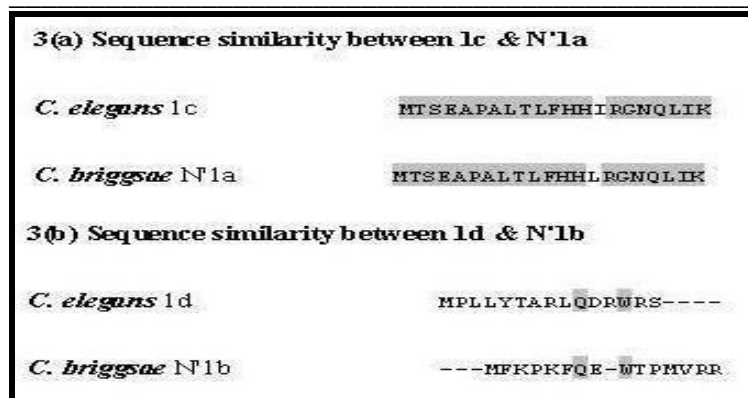 3(a) Sequence similarity between 1c & N'1a
C. elegans 1c MTSEAPALTLFHHIRGNQLIK
C. briggsae N'1a MTSEAPALTLFHHLRGNQLIK
3(b) Sequence similarity between 1d & N'1b
C. elegans 1d MPLLYTARLQDRWRS----
C. briggsae N'1b ---MFKPKFQE-WTPMVRR